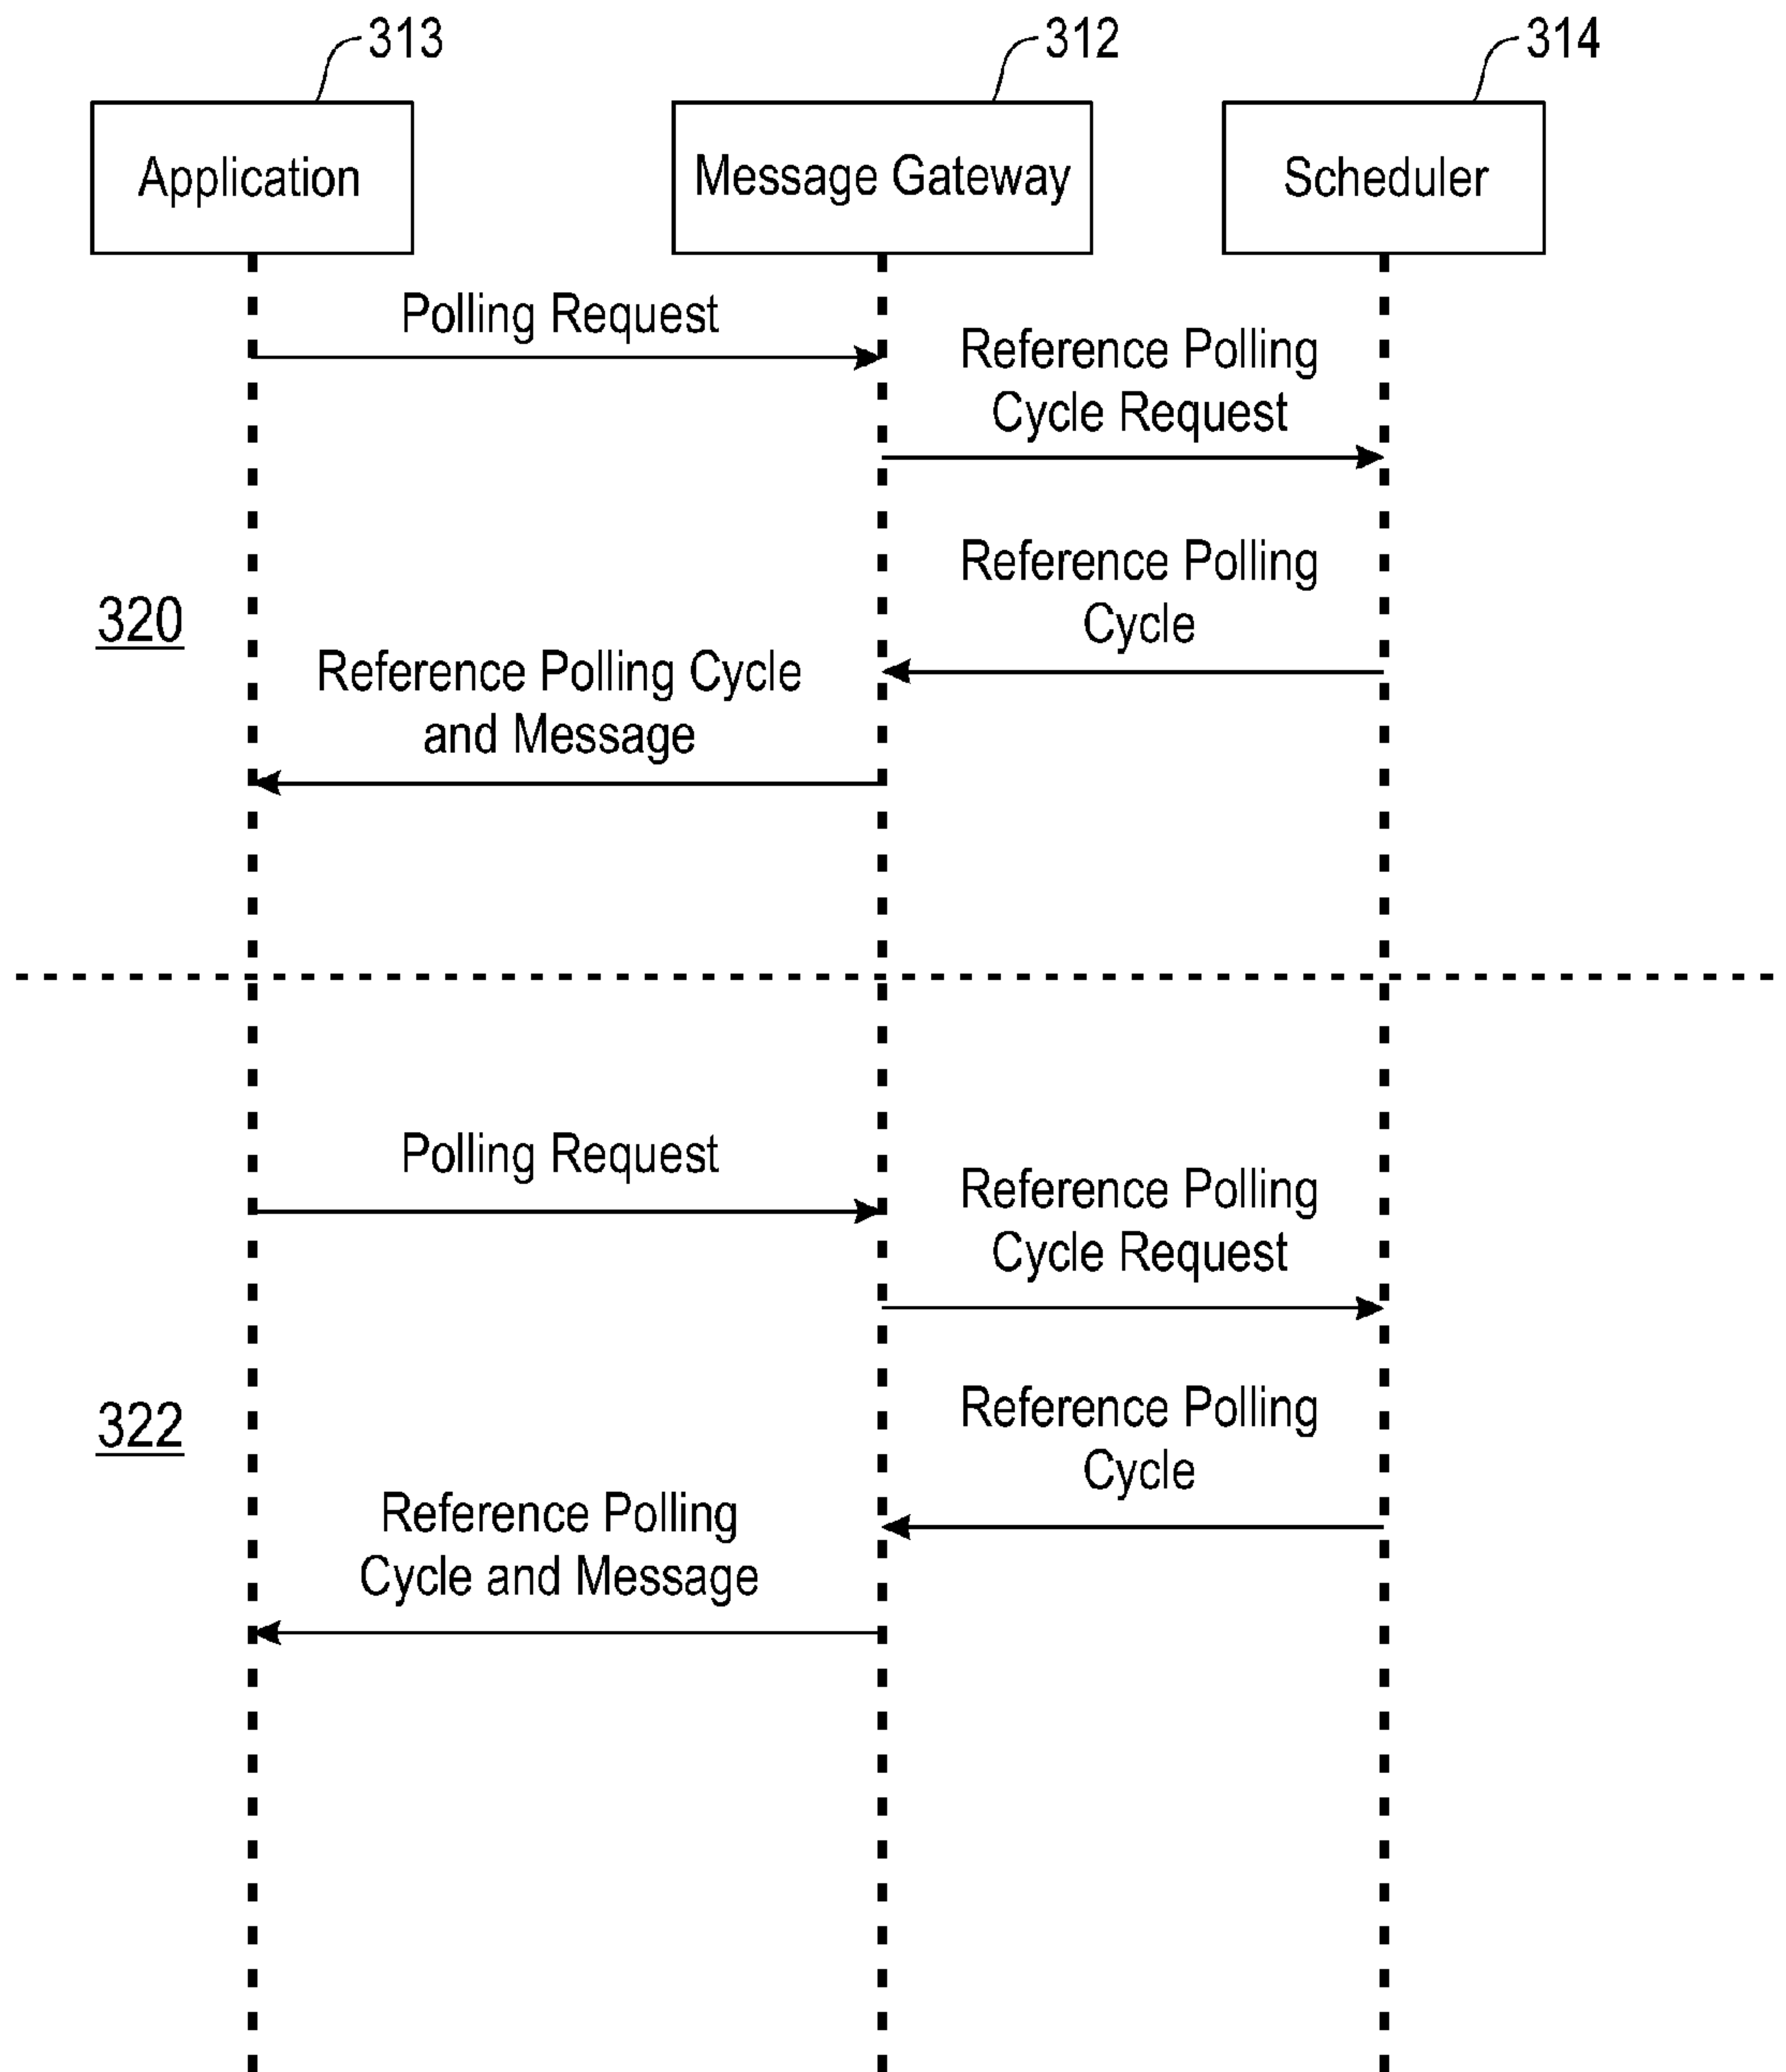 313
312
314
Application
Message Gateway
Scheduler
Polling Request
Reference Polling
Cycle Request
Reference Polling
Cycle
320
Reference Polling Cycle
and Message
Polling Request
Reference Polling
Cycle Request
Reference Polling
Cycle
322
Reference Polling
Cycle and Message